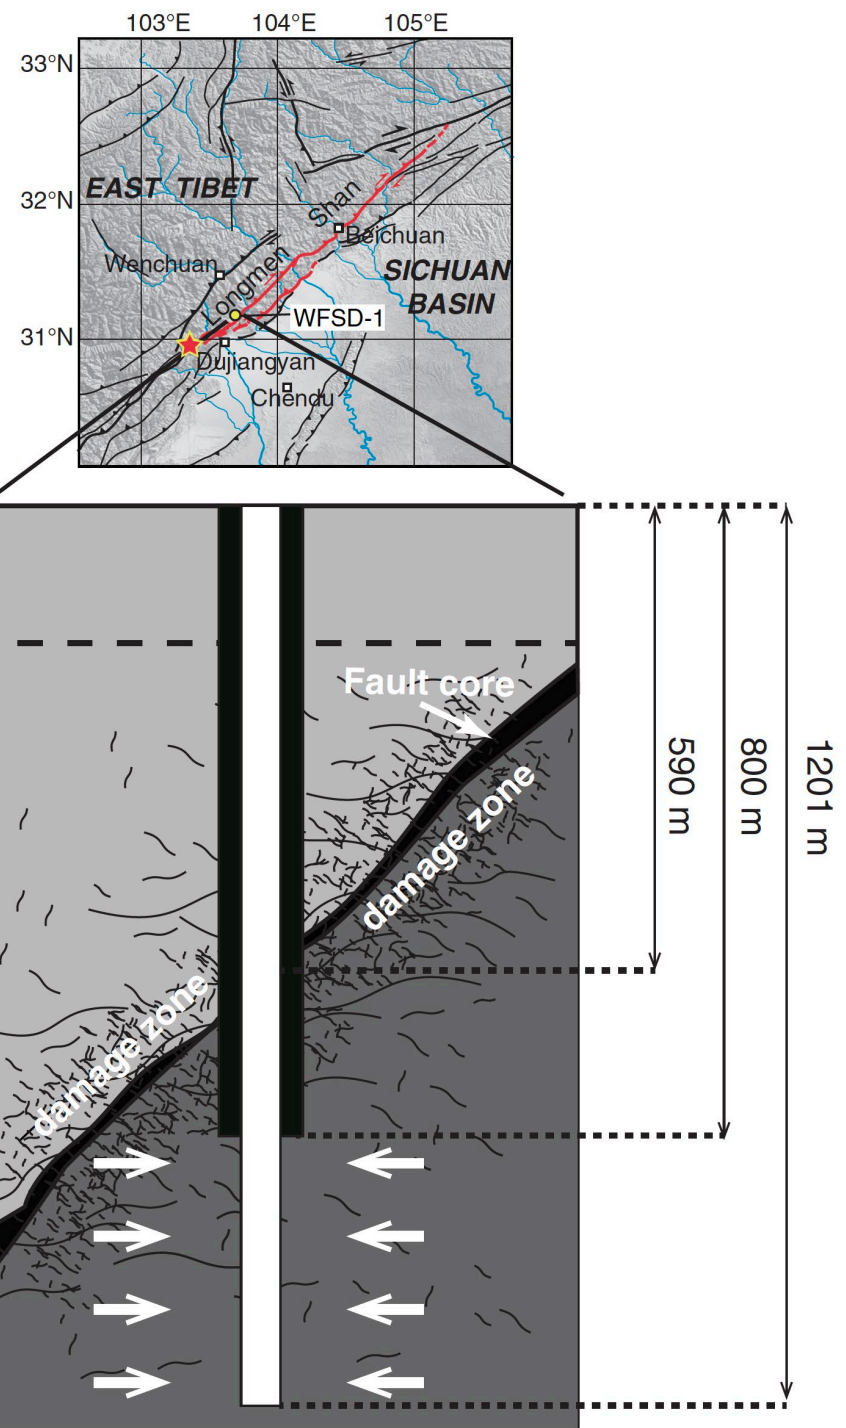 103°E 104°E 105°E
33°N
32°N
31°N
EAST TIBET
Shan
Beichuan
Wenchuan
Longmen
SICHUAN
BASIN
WFSD-1
Dujiangyan
Chendu
Fault core
damage zone
damage zone
590 m
800 m
1201 m